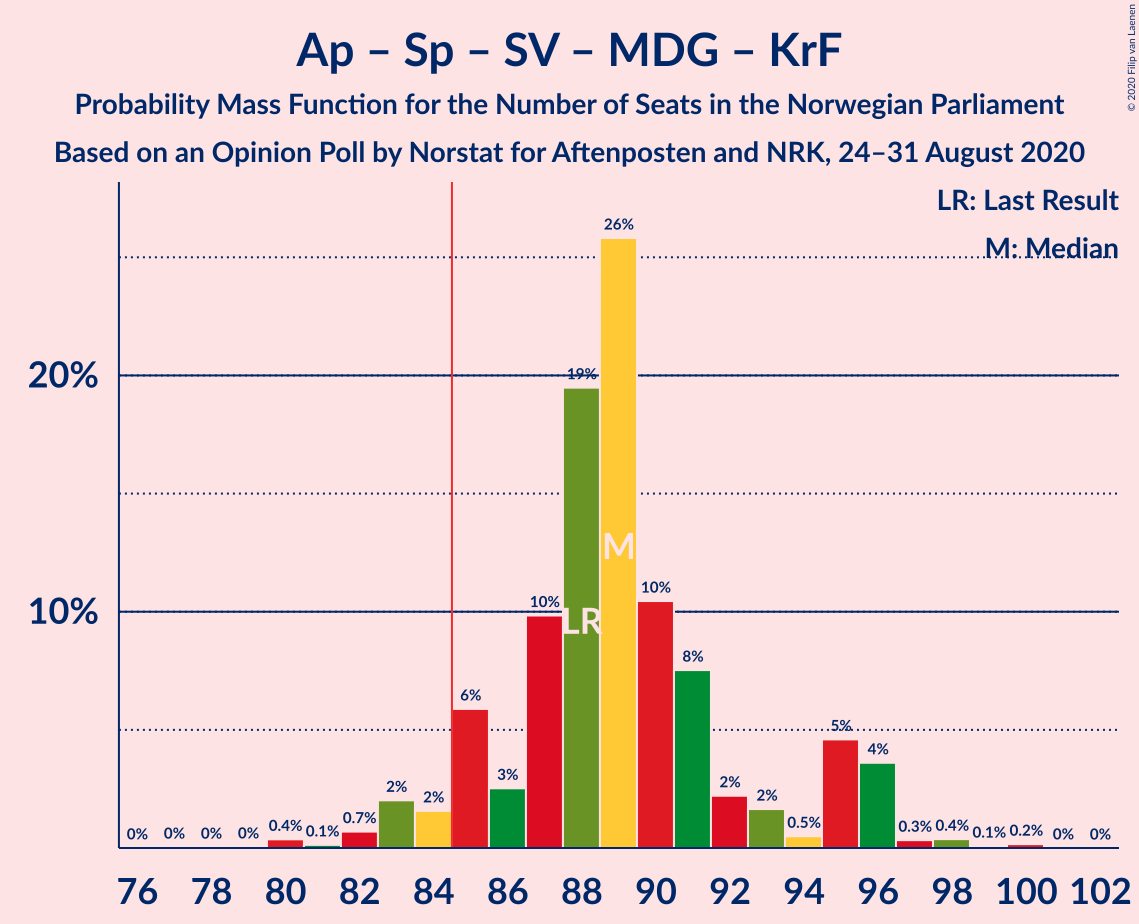 Ap – Sp – SV – MDG – KrF
Probability Mass Function for the Number of Seats in the Norwegian Parliament
Based on an Opinion Poll by Norstat for Aftenposten and NRK, 24–31 August 2020
© 2020 Filip van Laenen
LR: Last Result
M: Median
20%
10%
0% 0% 0% 0% 0.4% 0.1% 0.7% 2% 2% 6% 3% 10% 19% 26% 10% 8% 2% 2% 0.5% 5% 4% 0.3% 0.4% 0.1% 0.2% 0% 0%
LR
M
76 78 80 82 84 86 88 90 92 94 96 98 100 102